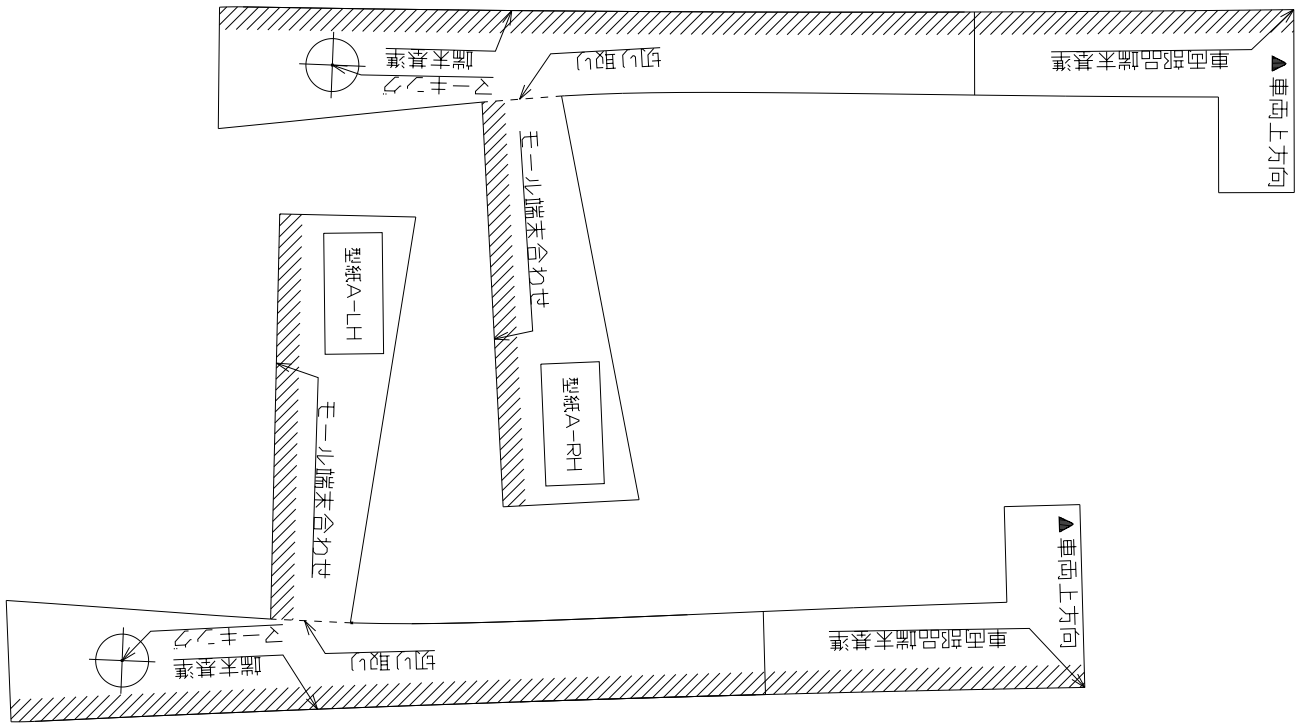 端末基準
マーキング
切り取り
車両部品端末基準
▲車両上方向
モール端末合わせ
型紙A-RH
型紙A-LH
モール端末合わせ
▲車両上方向
マーキング
端末基準
切り取り
車両部品端末基準